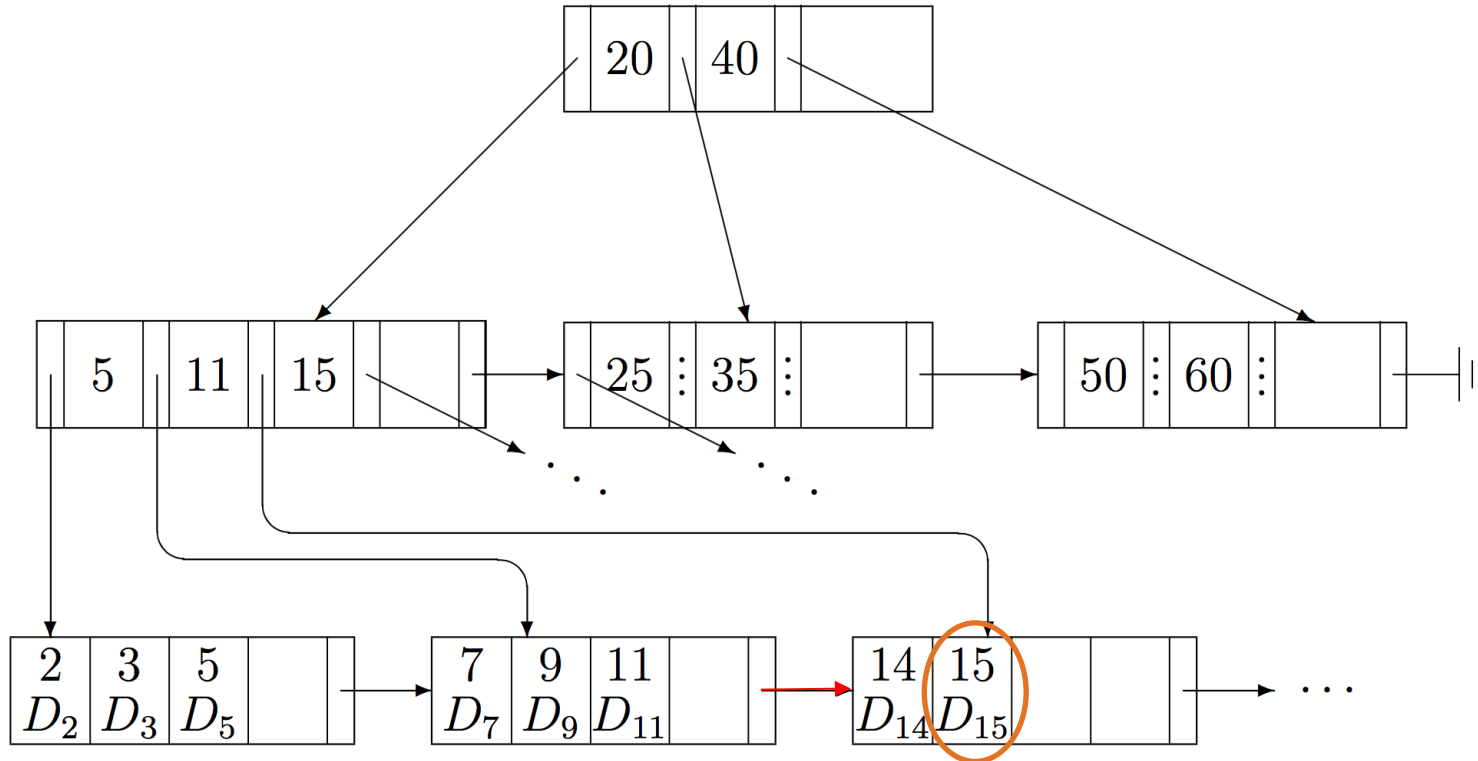 20 40
5 11 15
25 ⋮ 35 ⋮
50 ⋮ 60 ⋮
2 3 5
D₂ D₃ D₅
7 9 11
D₇ D₉ D₁₁
14 15
D₁₄ D₁₅